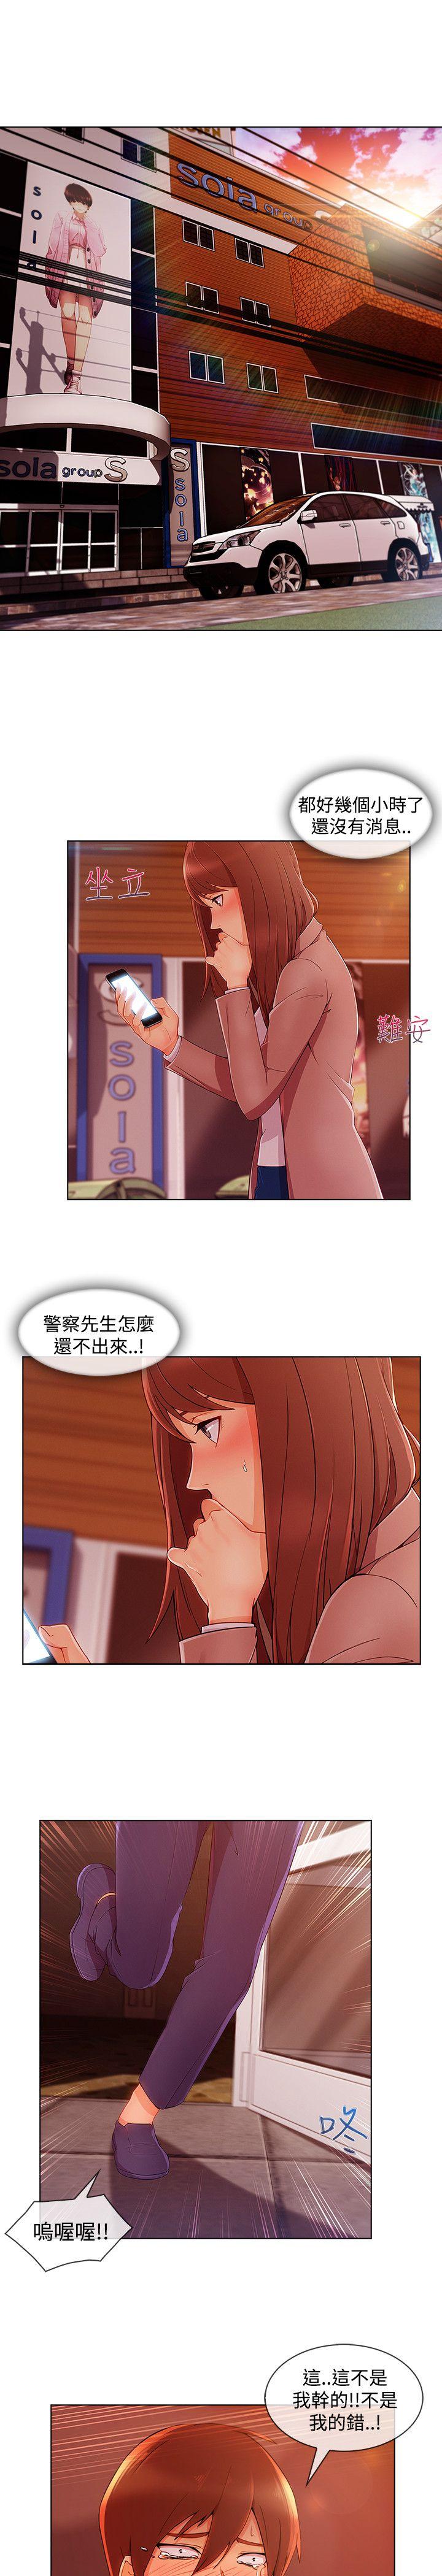 sola
sola group
sola group S
S sola
都好幾個小時了
還沒有消息..
坐立
難安
S sola
警察先生怎麼
還不出來..!
咚
嗚喔喔!!
這..這不是
我幹的!!不是
我的錯..!